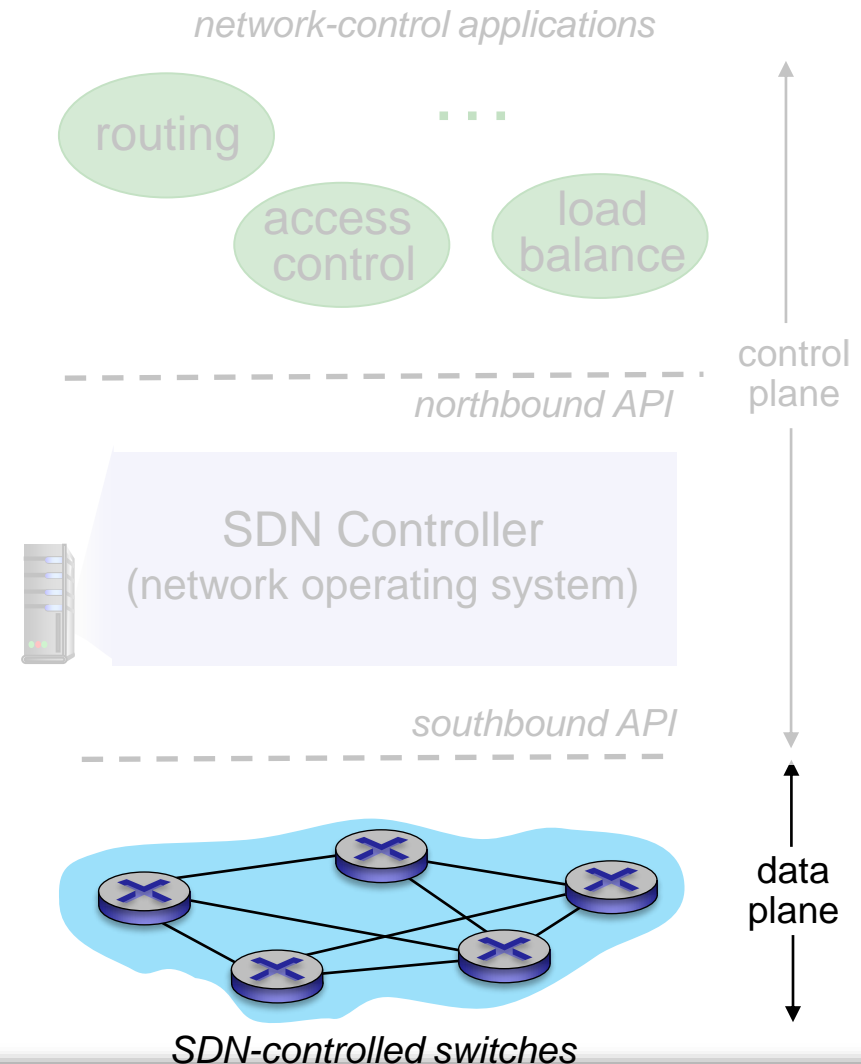 network-control applications
routing
. . .
access
control
load
balance
control
plane
northbound API
SDN Controller
(network operating system)
southbound API
data
plane
SDN-controlled switches